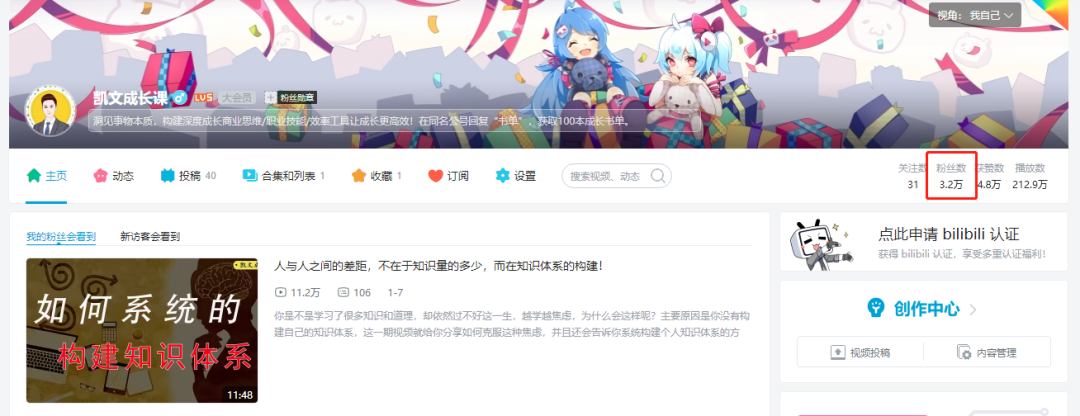 视角： 我自己
凯文成长课 LV5 大会员 粉丝勋章
洞见事物本质，构建深度成长商业思维/职业技能/效率工具让成长更高效！在同名公号回复“书单”，获取100本成长书单。
主页 动态 投稿 40 合集和列表 1 收藏 1 订阅 设置 搜索视频、动态
关注数 粉丝数 获赞数 播放数
31 3.2万 4.8万 212.9万
我的粉丝会看到 新访客会看到
点此申请 bilibili 认证
获得 bilibili 认证，享受多重认证福利！
如何系统的
构建知识体系
11:48
人与人之间的差距，不在于知识量的多少，而在知识体系的构建！
11.2万 106 1-7
你是不是学习了很多知识和道理，却依然过不好这一生，越学越焦虑，为什么会这样呢？主要原因是你没有构
建自己的知识体系，这一期视频就给你分享如何克服这种焦虑，并且还会告诉你系统构建个人知识体系的方
创作中心
视频投稿 内容管理